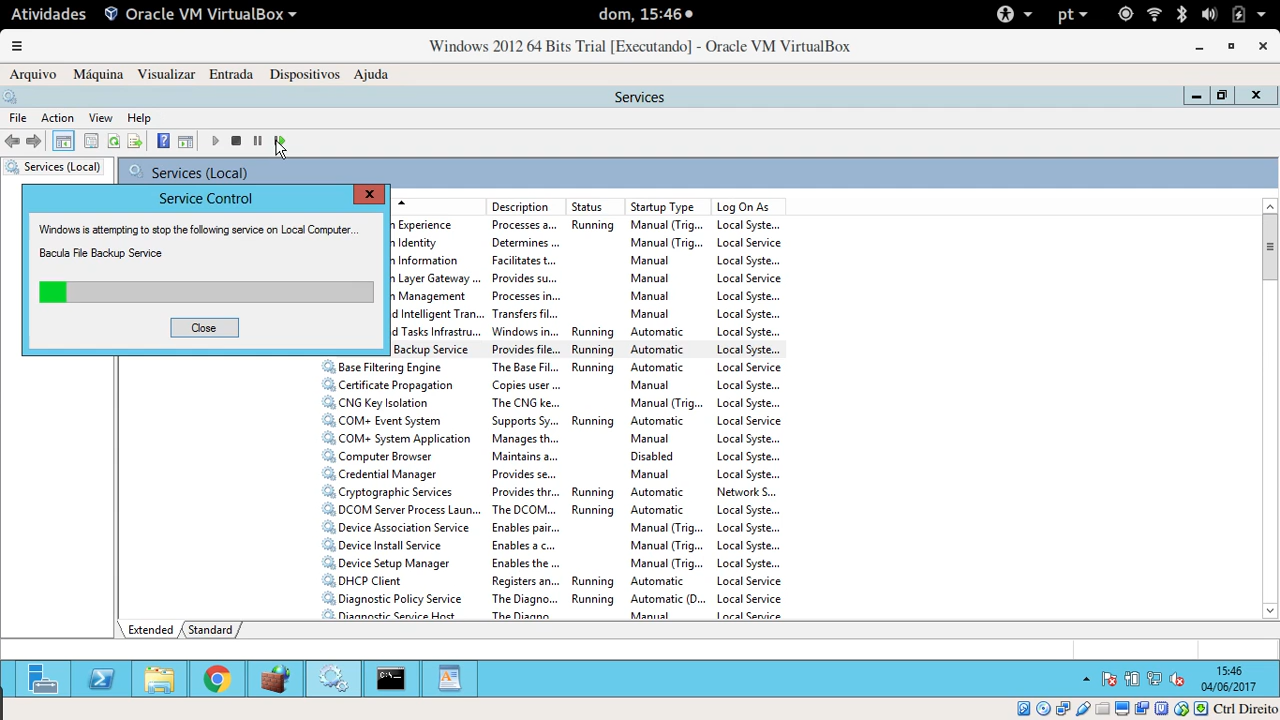 Atividades Oracle VM VirtualBox dom, 15:46 pt
Windows 2012 64 Bits Trial [Executando] - Oracle VM VirtualBox
Arquivo Máquina Visualizar Entrada Dispositivos Ajuda
Services
File Action View Help
Services (Local) Services (Local)
Service Control
Windows is attempting to stop the following service on Local Computer...
Bacula File Backup Service
Close
Description Status Startup Type Log On As
n Experience Processes a... Running Manual (Trig... Local Syste...
n Identity Determines ... Manual (Trig... Local Service
n Information Facilitates t... Manual Local Syste...
n Layer Gateway ... Provides su... Manual Local Service
n Management Processes in... Manual Local Syste...
nd Intelligent Tran... Transfers fil... Manual Local Syste...
nd Tasks Infrastru... Windows in... Running Automatic Local Syste...
Backup Service Provides file... Running Automatic Local Syste...
Base Filtering Engine The Base Fil... Running Automatic Local Service
Certificate Propagation Copies user ... Manual Local Syste...
CNG Key Isolation The CNG ke... Manual (Trig... Local Syste...
COM+ Event System Supports Sy... Running Automatic Local Service
COM+ System Application Manages th... Manual Local Syste...
Computer Browser Maintains a... Disabled Local Syste...
Credential Manager Provides se... Manual Local Syste...
Cryptographic Services Provides thr... Running Automatic Network S...
DCOM Server Process Laun... The DCOM... Running Automatic Local Syste...
Device Association Service Enables pair... Manual (Trig... Local Syste...
Device Install Service Enables a c... Manual (Trig... Local Syste...
Device Setup Manager Enables the ... Manual (Trig... Local Syste...
DHCP Client Registers an... Running Automatic Local Service
Diagnostic Policy Service The Diagno... Running Automatic (D... Local Service
Diagnostic Service Host The Diagno... Manual Local Service
Extended Standard
15:46
04/06/2017
Ctrl Direito